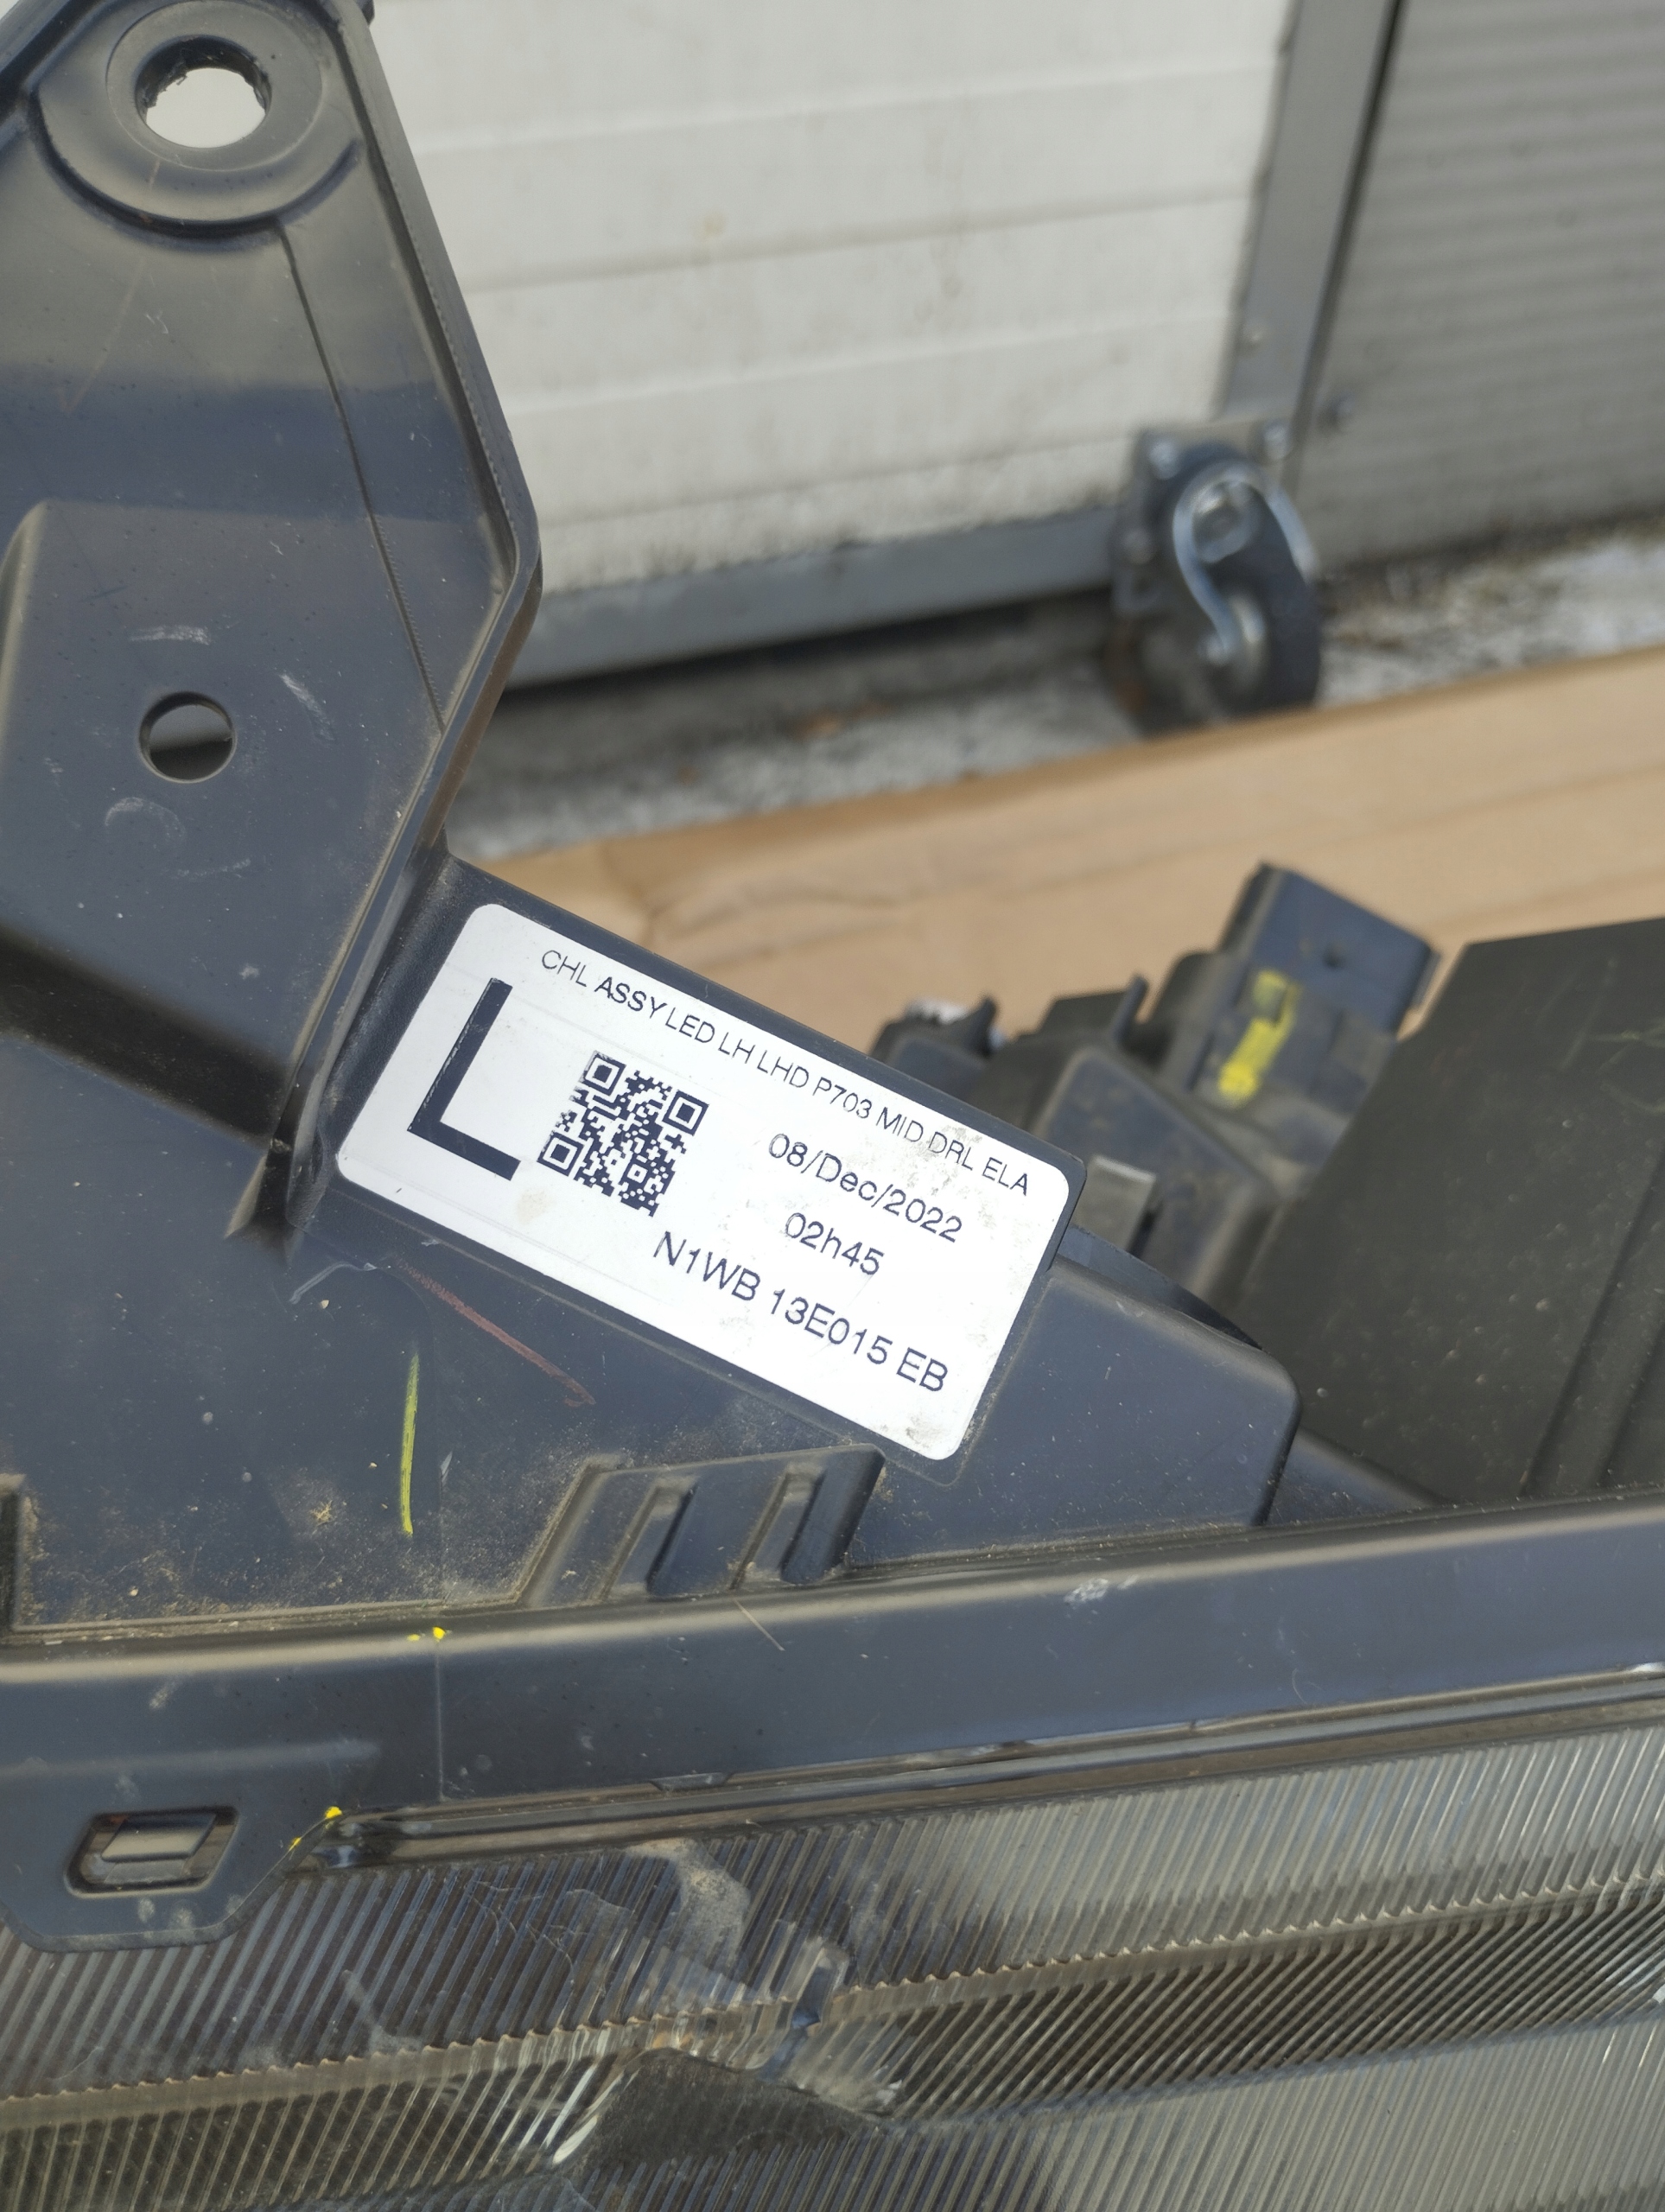 CHL ASSY LED LH LHD P703 MID DRL ELA
L
08/Dec/2022
02h45
N1WB 13E015 EB